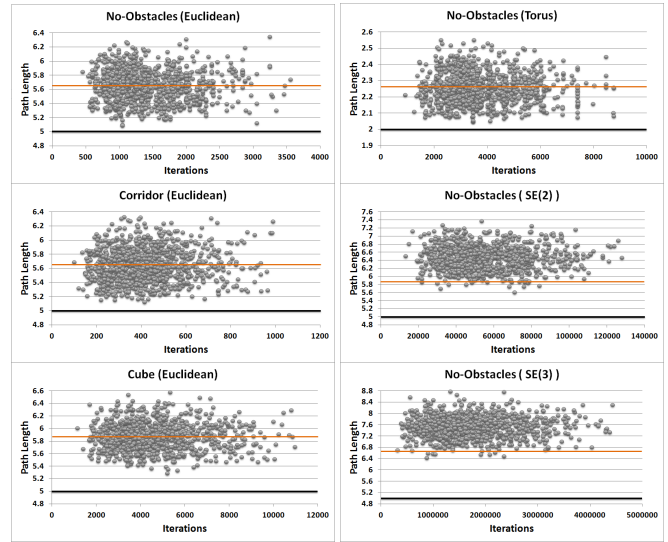 No-Obstacles (Euclidean)
6.4
6.2
6
5.8
5.6
5.4
5.2
5
4.8
Path Length
0 500 1000 1500 2000 2500 3000 3500 4000
Iterations
No-Obstacles (Torus)
2.6
2.5
2.4
2.3
2.2
2.1
2
1.9
Path Length
0 2000 4000 6000 8000 10000
Iterations
Corridor (Euclidean)
6.4
6.2
6
5.8
5.6
5.4
5.2
5
4.8
Path Length
0 200 400 600 800 1000 1200
Iterations
No-Obstacles ( SE(2) )
7.6
7.4
7.2
7
6.8
6.6
6.4
6.2
6
5.8
5.6
5.4
5.2
5
4.8
Path Length
0 20000 40000 60000 80000 100000 120000 140000
Iterations
Cube (Euclidean)
6.6
6.4
6.2
6
5.8
5.6
5.4
5.2
5
4.8
Path Length
0 2000 4000 6000 8000 10000 12000
Iterations
No-Obstacles ( SE(3) )
8.8
8.4
8
7.6
7.2
6.8
6.4
6
5.6
5.2
4.8
Path Length
0 1000000 2000000 3000000 4000000 5000000
Iterations